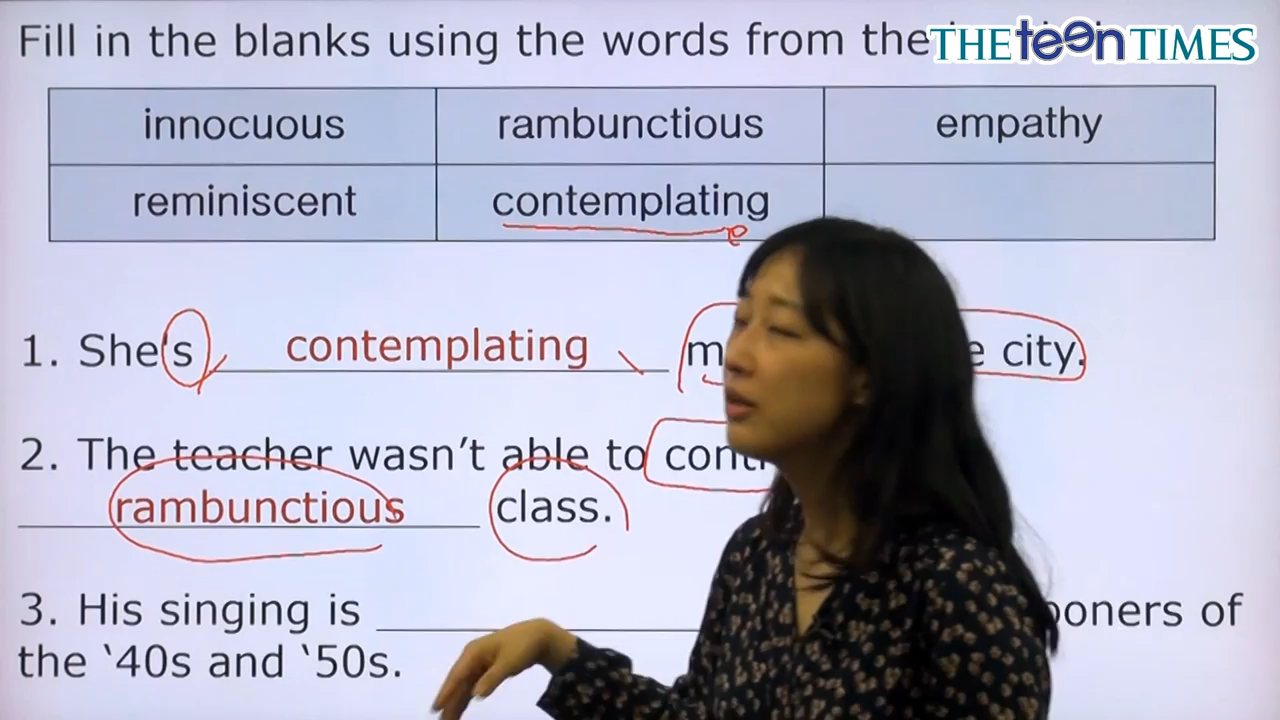 Fill in the blanks using the words from the
THE teen TIMES
innocuous rambunctious empathy
reminiscent contemplating
1. She's contemplating city.
2. The teacher wasn't able to
rambunctious class.
3. His singing is of
the ‘40s and ‘50s.